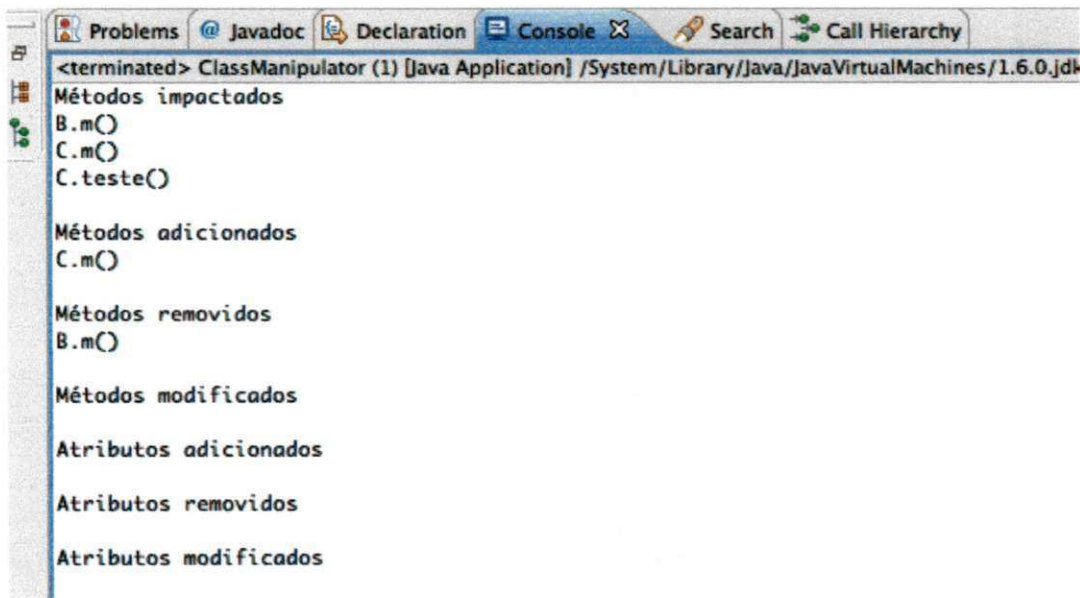 Problems @ Javadoc Declaration Console Search Call Hierarchy
<terminated> ClassManipulator (1) [Java Application] /System/Library/Java/JavaVirtualMachines/1.6.0.jdk
Métodos impactados
B.m()
C.m()
C.teste()
Métodos adicionados
C.m()
Métodos removidos
B.m()
Métodos modificados
Atributos adicionados
Atributos removidos
Atributos modificados